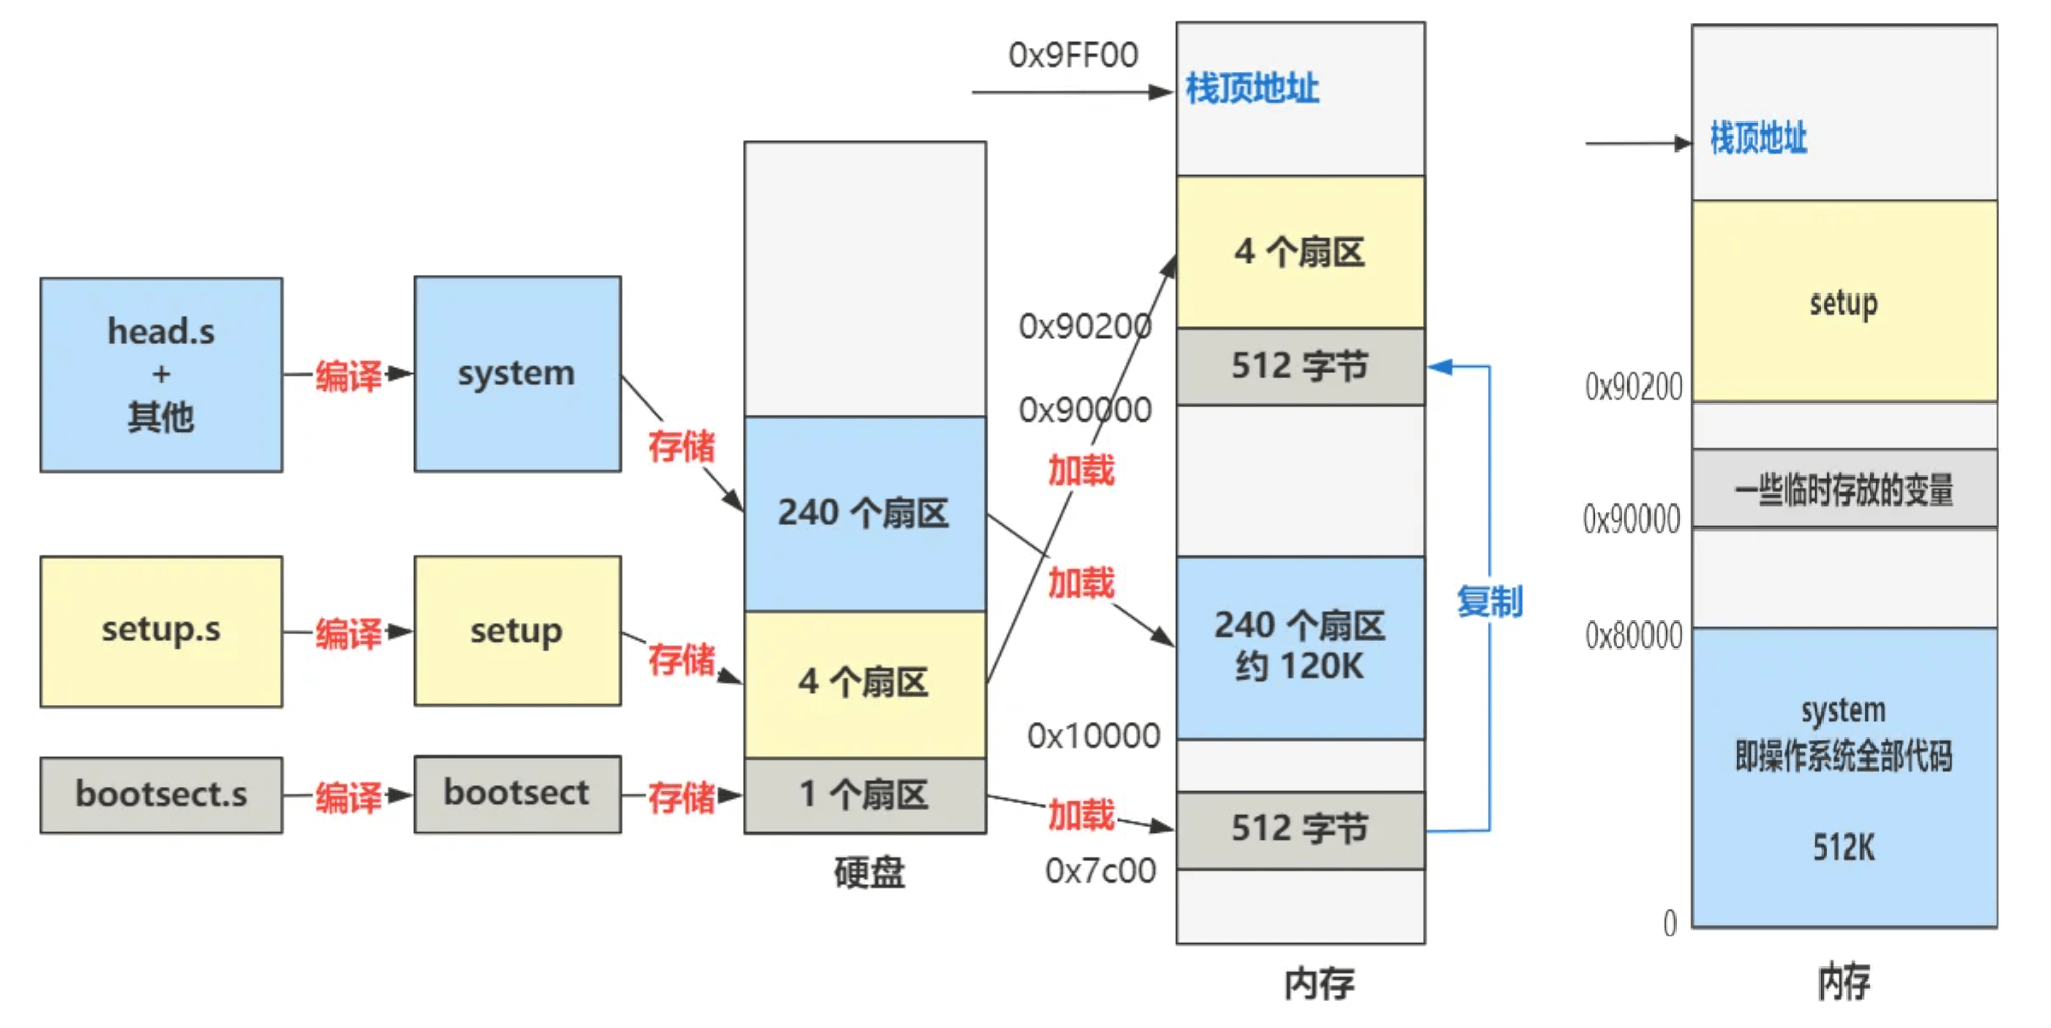 head.s
+
其他
编译
system
存储
setup.s
编译
setup
存储
bootsect.s
编译
bootsect
存储
240 个扇区
4 个扇区
1 个扇区
硬盘
加载
加载
加载
0x9FF00
0x90200
0x90000
0x10000
0x7c00
栈顶地址
4 个扇区
512 字节
240 个扇区
约 120K
512 字节
内存
复制
栈顶地址
setup
0x90200
一些临时存放的变量
0x90000
0x80000
system
即操作系统全部代码
512K
0
内存